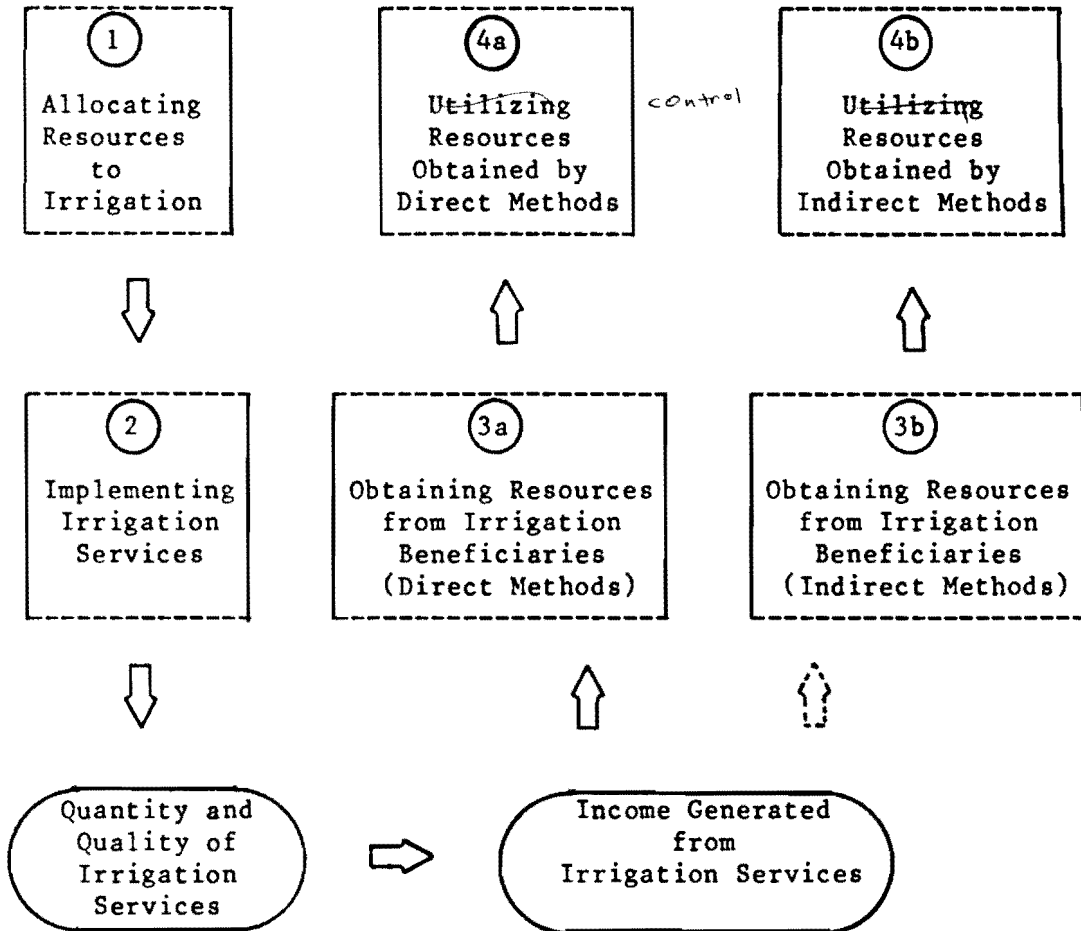 1
Allocating
Resources
to
Irrigation
4a
Utilizing
Resources
Obtained by
Direct Methods
control
4b
Utilizing
Resources
Obtained by
Indirect Methods
2
Implementing
Irrigation
Services
3a
Obtaining Resources
from Irrigation
Beneficiaries
(Direct Methods)
3b
Obtaining Resources
from Irrigation
Beneficiaries
(Indirect Methods)
Quantity and
Quality of
Irrigation
Services
Income Generated
from
Irrigation Services